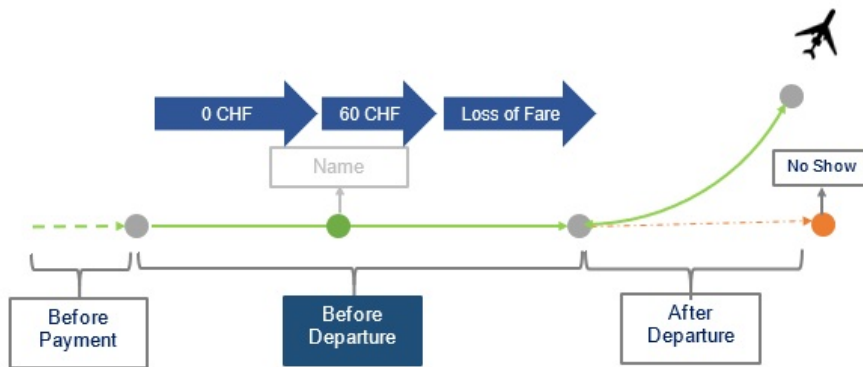 0 CHF
60 CHF
Loss of Fare
Name
No Show
Before
Payment
Before
Departure
After
Departure